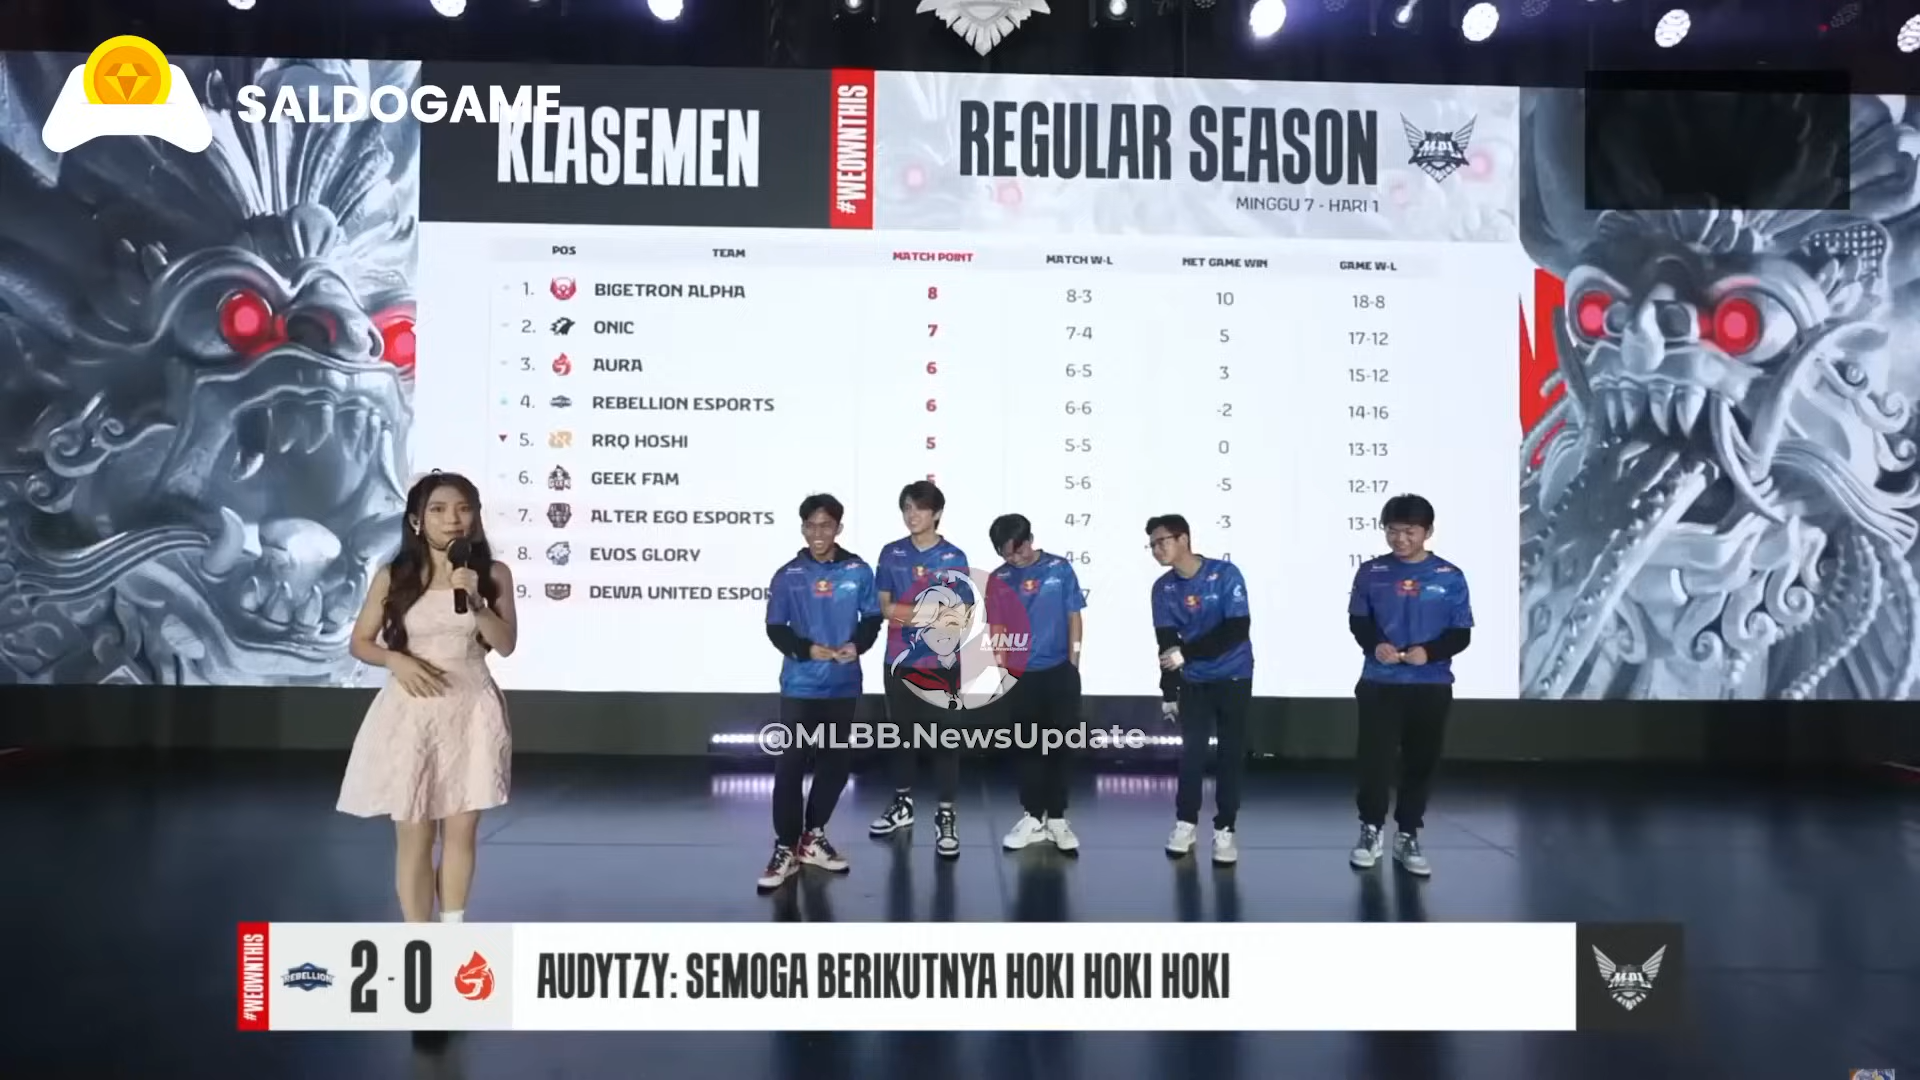 SALDOGAME
KLASEMEN
#WEOWNTHIS
REGULAR SEASON
MINGGU 7 - HARI 1
POS TEAM MATCH POINT MATCH W-L NET GAME WIN GAME W-L
1. BIGETRON ALPHA 8 8-3 10 18-8
2. ONIC 7 7-4 5 17-12
3. AURA 6 6-5 3 15-12
4. REBELLION ESPORTS 6 6-6 -2 14-16
5. RRQ HOSHI 5 5-5 0 13-13
6. GEEK FAM 5-6 -5 12-17
7. ALTER EGO ESPORTS 4-7 -3
8. EVOS GLORY 4-6
9. DEWA UNITED
MNU
@MLBB.NewsUpdate
#WEOWNTHIS
REBELLION
2 - 0
AUDYTZY: SEMOGA BERIKUTNYA HOKI HOKI HOKI